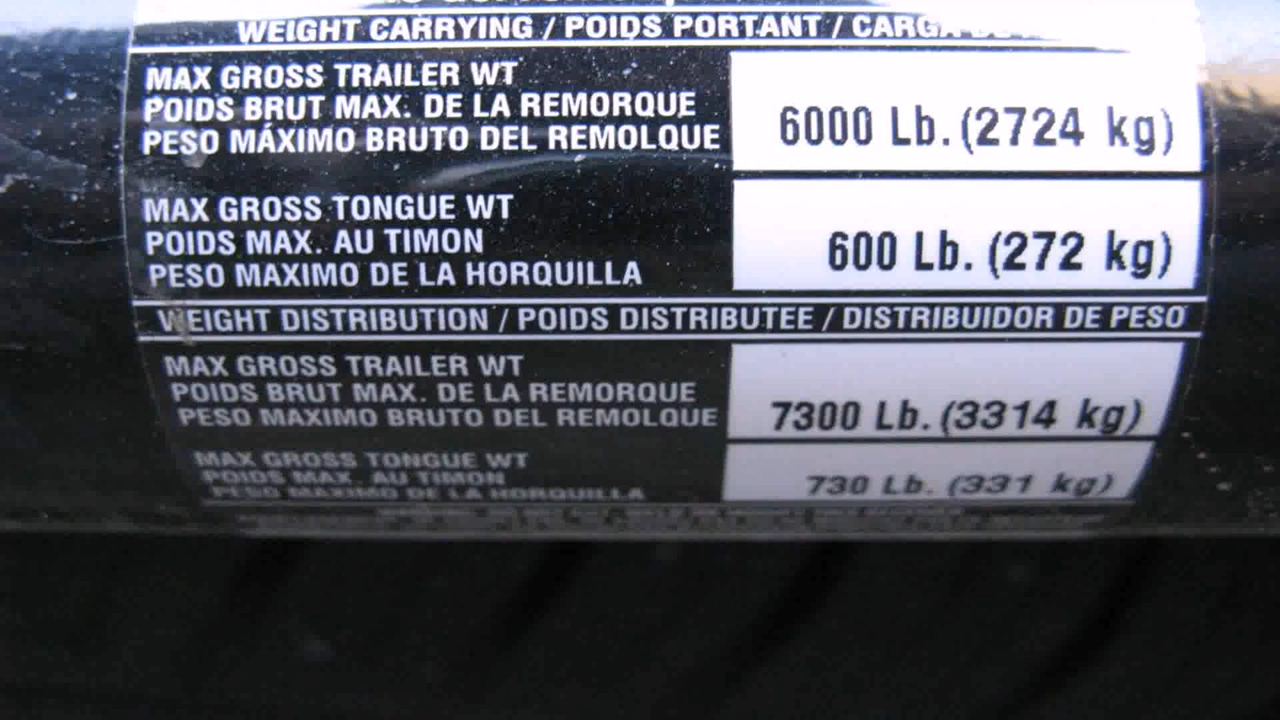 WEIGHT CARRYING / POIDS PORTANT / CARGA
MAX GROSS TRAILER WT
POIDS BRUT MAX. DE LA REMORQUE
PESO MÁXIMO BRUTO DEL REMOLQUE
6000 Lb. (2724 kg)
MAX GROSS TONGUE WT
POIDS MAX. AU TIMON
PESO MAXIMO DE LA HORQUILLA
600 Lb. (272 kg)
WEIGHT DISTRIBUTION / POIDS DISTRIBUTEE / DISTRIBUIDOR DE PESO
MAX GROSS TRAILER WT
POIDS BRUT MAX. DE LA REMORQUE
PESO MAXIMO BRUTO DEL REMOLQUE
7300 Lb. (3314 kg)
MAX GROSS TONGUE WT
POIDS MAX. AU TIMON
PESO MAXIMO DE LA HORQUILLA
730 Lb. (331 kg)